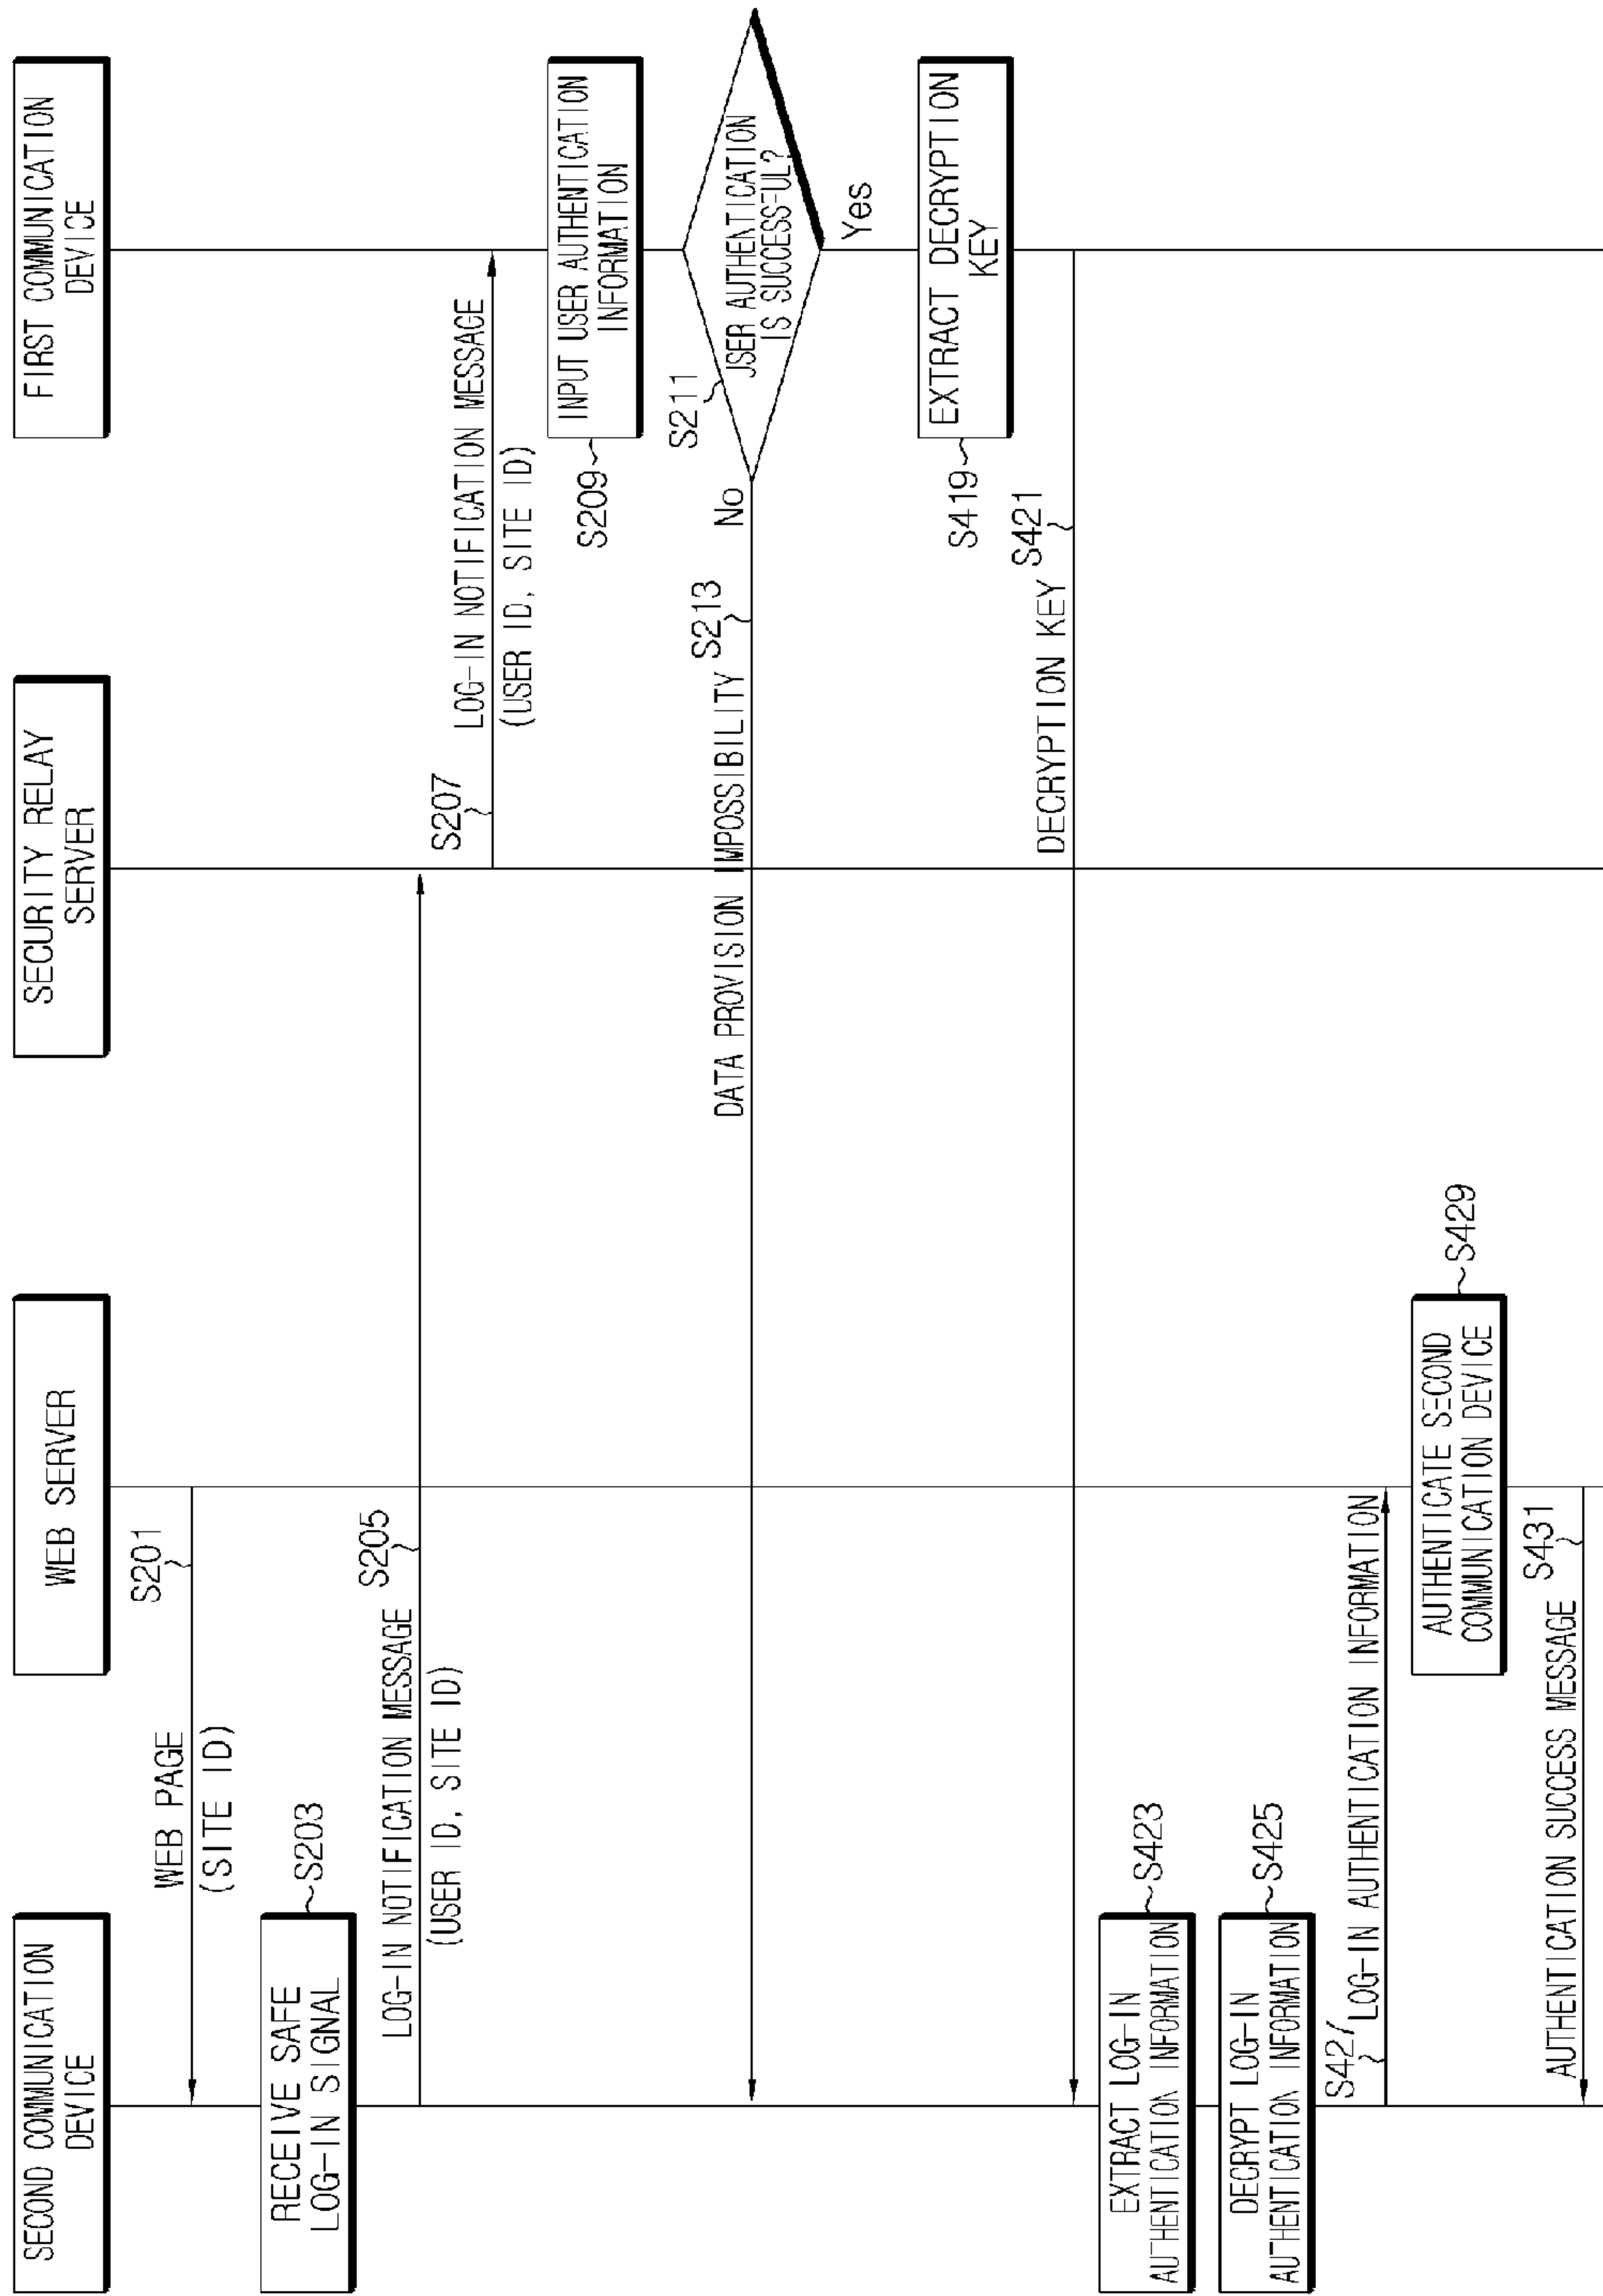 SECOND COMMUNICATION
DEVICE
WEB SERVER
SECURITY RELAY
SERVER
FIRST COMMUNICATION
DEVICE
S201
WEB PAGE
(SITE ID)
RECEIVE SAFE
LOG-IN SIGNAL
S203
LOG-IN NOTIFICATION MESSAGE
(USER ID, SITE ID)
S205
S207
LOG-IN NOTIFICATION MESSAGE
(USER ID, SITE ID)
S209
INPUT USER AUTHENTICATION
INFORMATION
S211
USER AUTHENTICATION
IS SUCCESSFUL?
No
Yes
DATA PROVISION IMPOSSIBILITY
S213
S419
EXTRACT DECRYPTION
KEY
DECRYPTION KEY
S421
EXTRACT LOG-IN
AUTHENTICATION INFORMATION
S423
DECRYPT LOG-IN
AUTHENTICATION INFORMATION
S425
S427
LOG-IN AUTHENTICATION INFORMATION
AUTHENTICATE SECOND
COMMUNICATION DEVICE
S429
AUTHENTICATION SUCCESS MESSAGE
S431